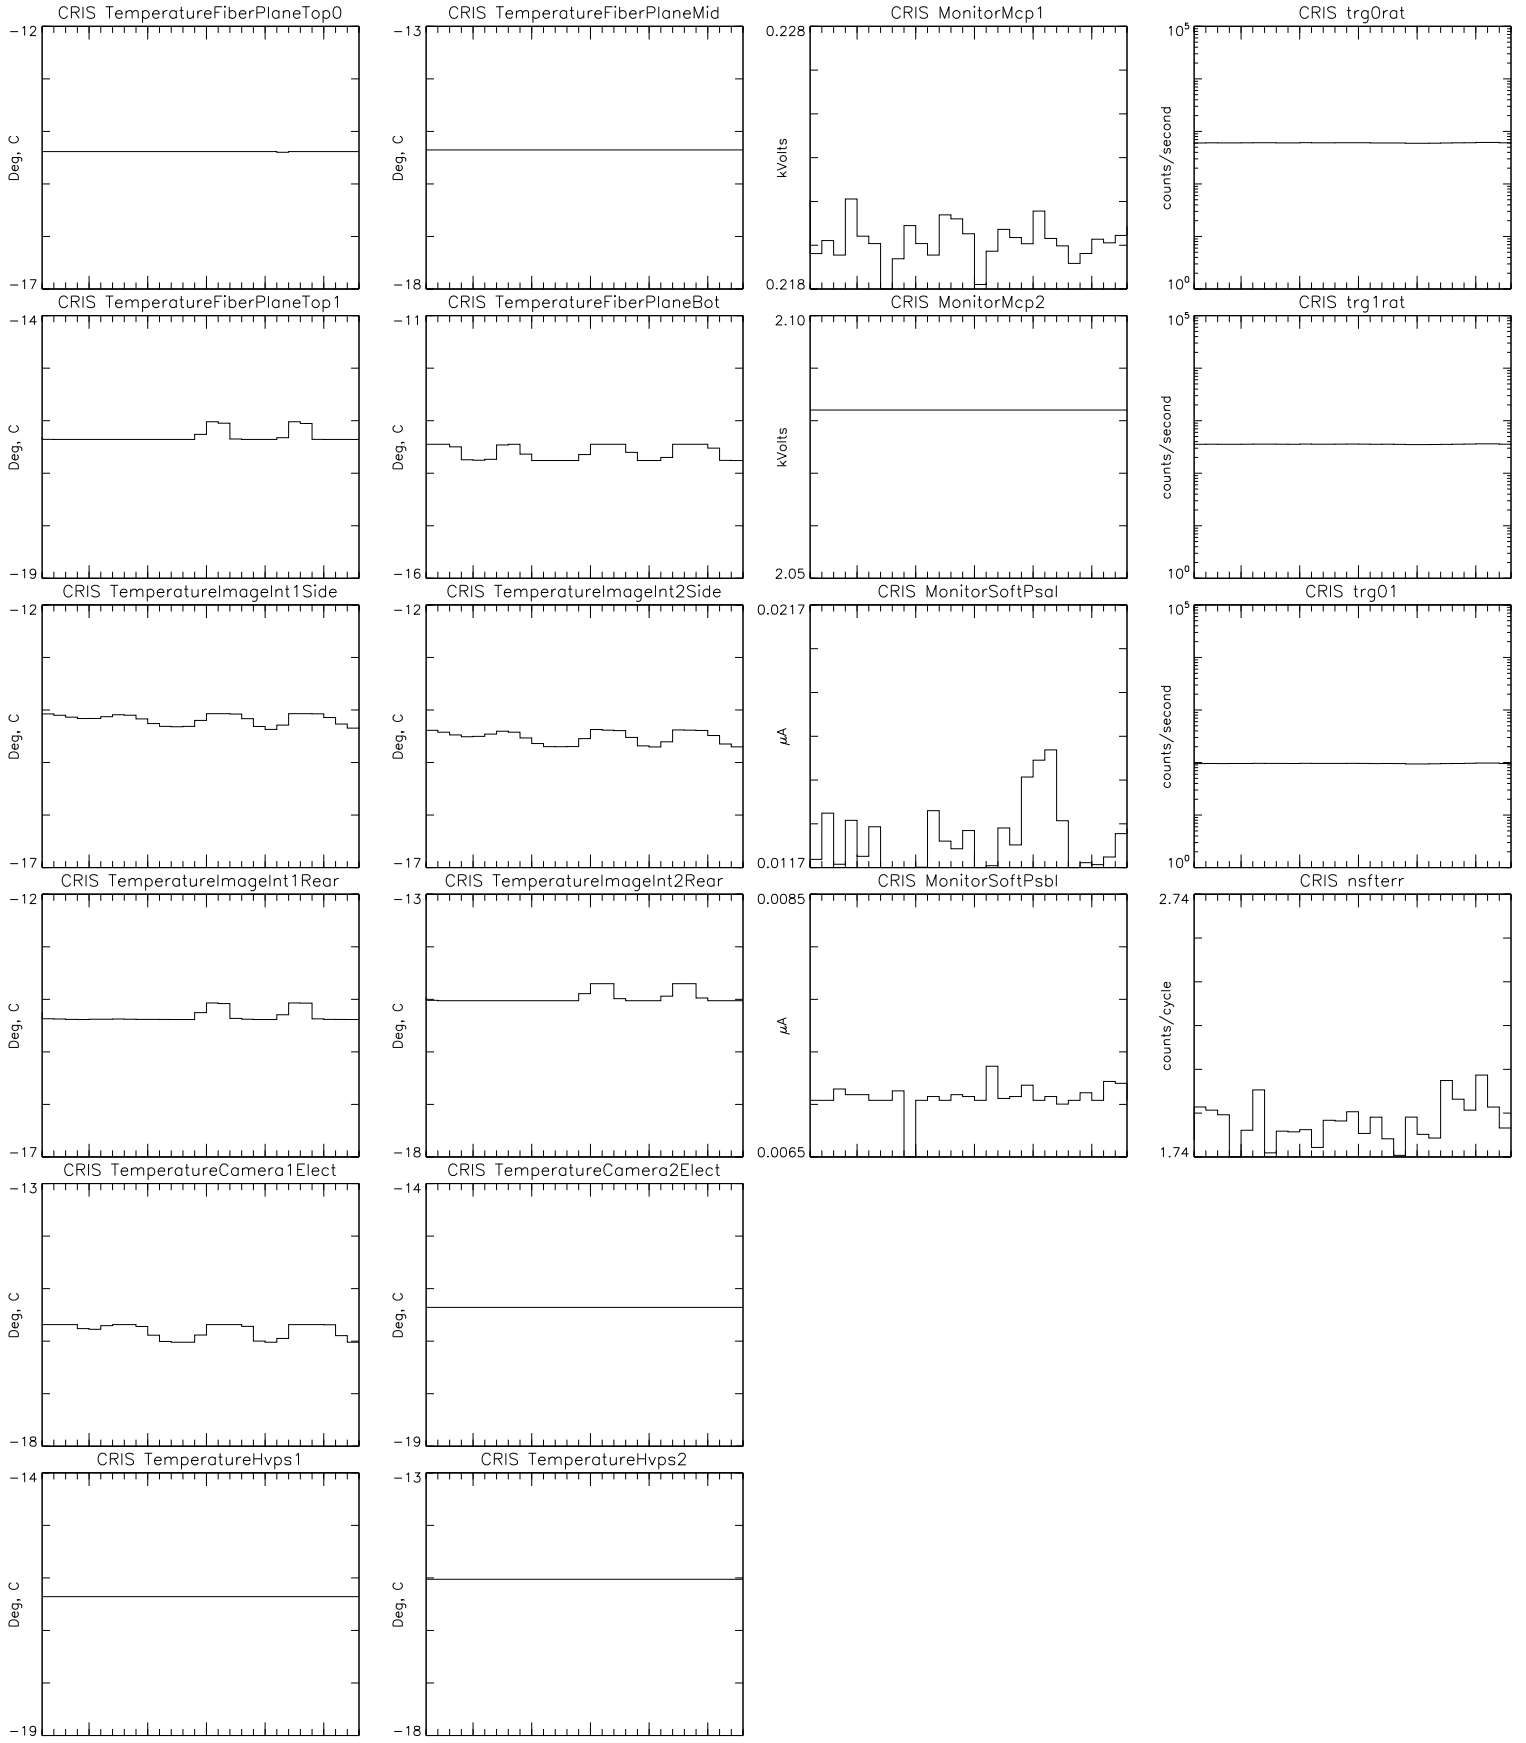 CRIS TemperatureFiberPlaneTop0
-12
Deg, C
-17
CRIS TemperatureFiberPlaneMid
-13
Deg, C
-18
CRIS MonitorMcp1
0.228
kVolts
0.218
CRIS trg0rat
10^5
counts/second
10^0
CRIS TemperatureFiberPlaneTop1
-14
Deg, C
-19
CRIS TemperatureFiberPlaneBot
-11
Deg, C
-16
CRIS MonitorMcp2
2.10
kVolts
2.05
CRIS trg1rat
10^5
counts/second
10^0
CRIS TemperatureImageInt1Side
-12
Deg, C
-17
CRIS TemperatureImageInt2Side
-12
Deg, C
-17
CRIS MonitorSoftPsaI
0.0217
μA
0.0117
CRIS trg01
10^5
counts/second
10^0
CRIS TemperatureImageInt1Rear
-12
Deg, C
-17
CRIS TemperatureImageInt2Rear
-13
Deg, C
-18
CRIS MonitorSoftPsbI
0.0085
μA
0.0065
CRIS nsfterr
2.74
counts/cycle
1.74
CRIS TemperatureCamera1Elect
-13
Deg, C
-18
CRIS TemperatureCamera2Elect
-14
Deg, C
-19
CRIS TemperatureHvps1
-14
Deg, C
-19
CRIS TemperatureHvps2
-13
Deg, C
-18